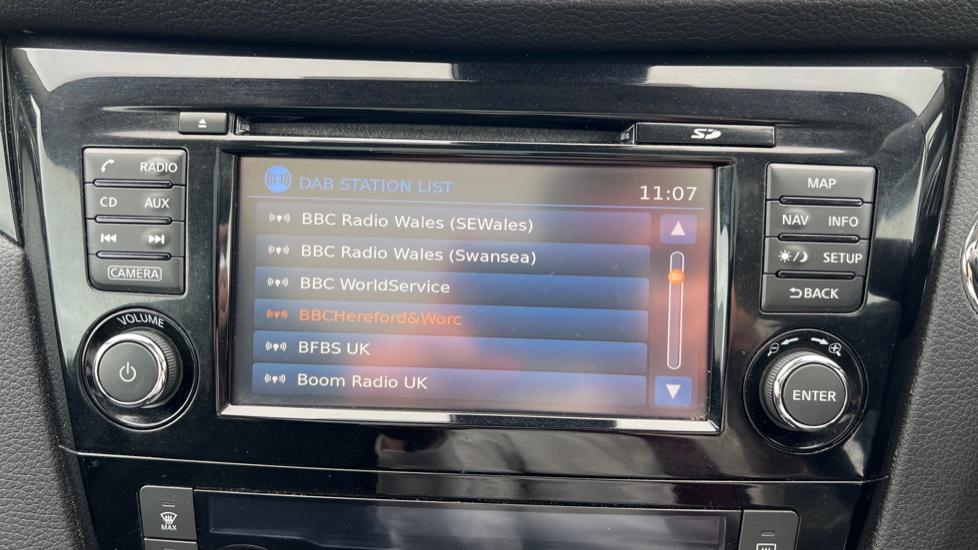 SD
RADIO
CD AUX
CAMERA
VOLUME
DAB STATION LIST 11:07
BBC Radio Wales (SEWales)
BBC Radio Wales (Swansea)
BBC WorldService
BBCHereford&Worc
BFBS UK
Boom Radio UK
MAP
NAV INFO
SETUP
BACK
ENTER
MAX